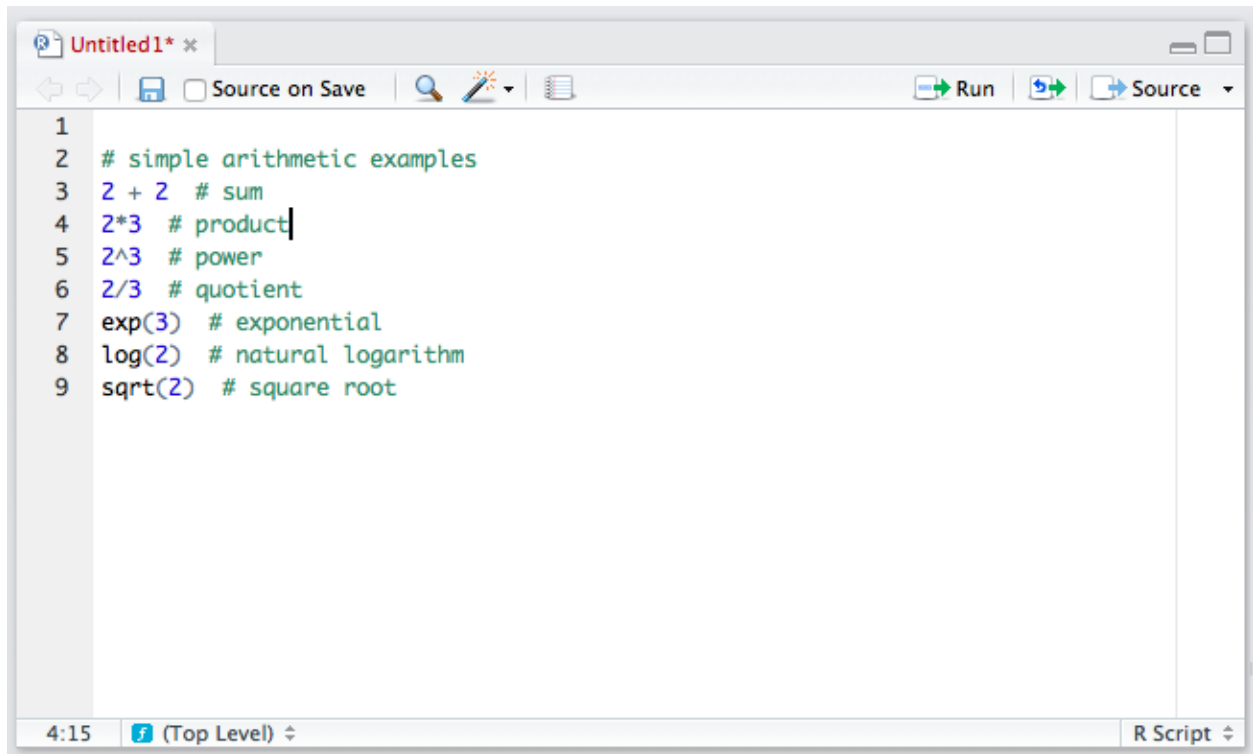 Untitled1* ×
Source on Save Run Source
1
2 # simple arithmetic examples
3 2 + 2  # sum
4 2*3  # product
5 2^3  # power
6 2/3  # quotient
7 exp(3)  # exponential
8 log(2)  # natural logarithm
9 sqrt(2)  # square root
4:15 (Top Level) R Script